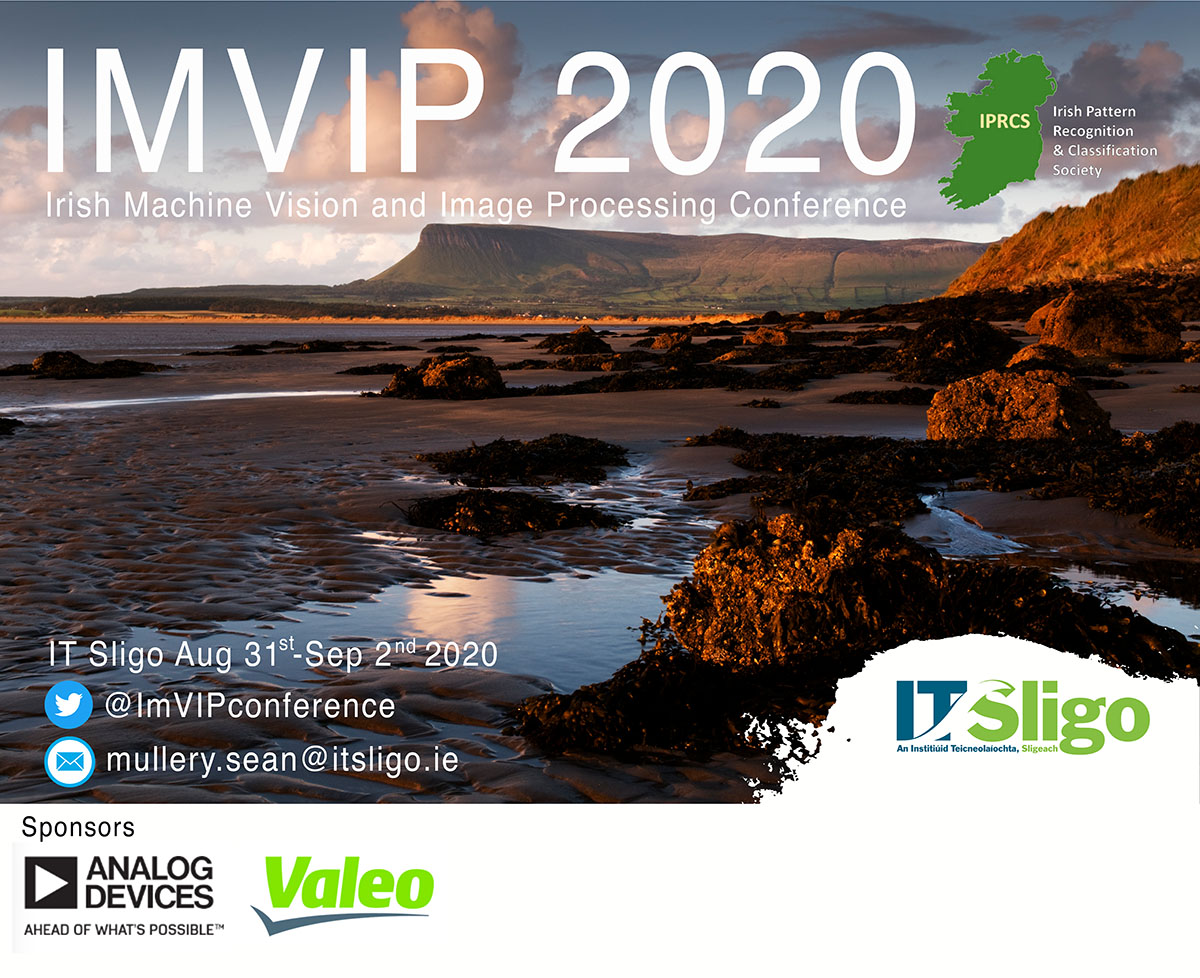 IMVIP 2020
Irish Machine Vision and Image Processing Conference
IPRCS
Irish Pattern
Recognition
& Classification
Society
IT Sligo Aug 31st-Sep 2nd 2020
@ImVIPconference
mullery.sean@itsligo.ie
IT Sligo
An Institiúid Teicneolaíochta, Sligeach
Sponsors
ANALOG
DEVICES
AHEAD OF WHAT'S POSSIBLE™
Valeo